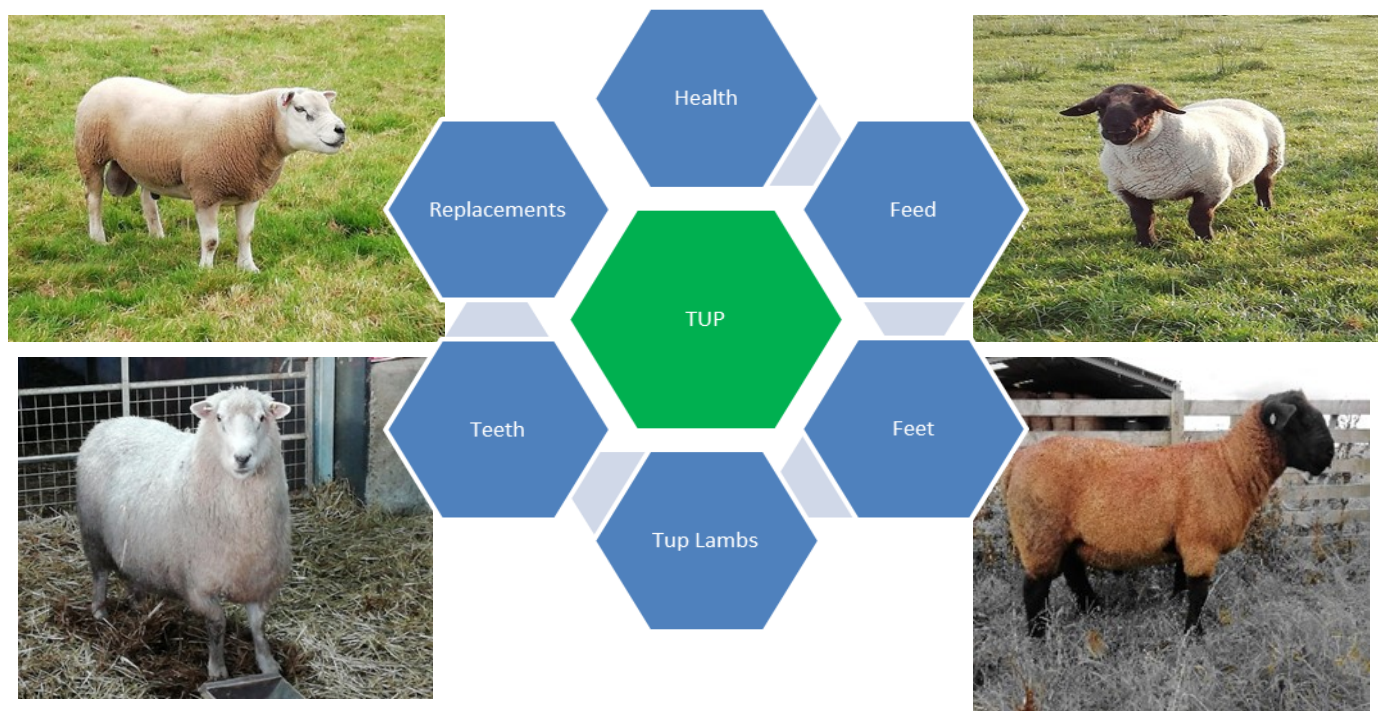 Health
Replacements
Feed
TUP
Teeth
Feet
Tup Lambs